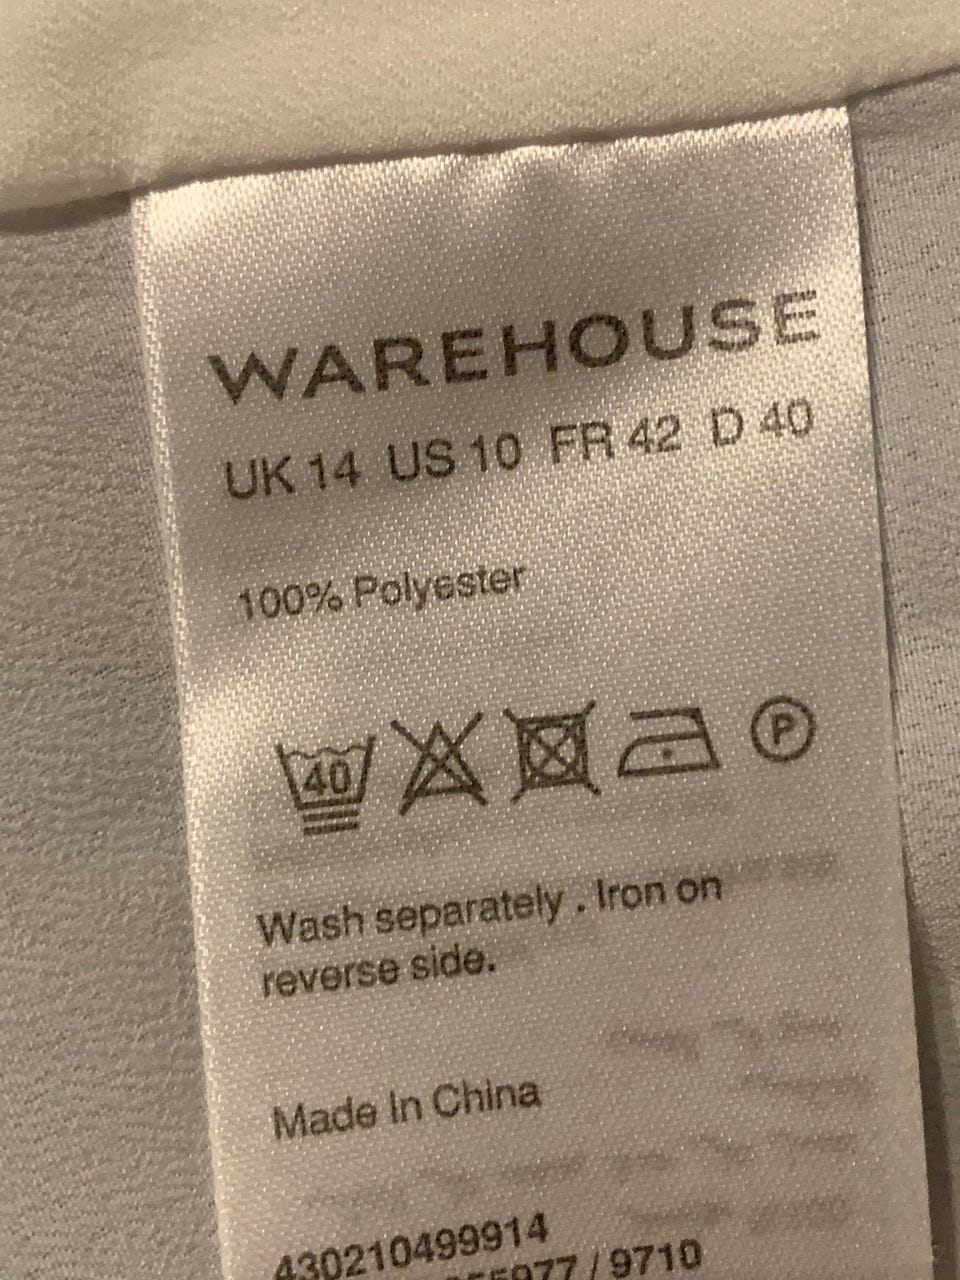 WAREHOUSE
UK 14 US 10 FR 42 D 40
100% Polyester
40 P
Wash separately . Iron on
reverse side.
Made In China
430210499914
/ 9710